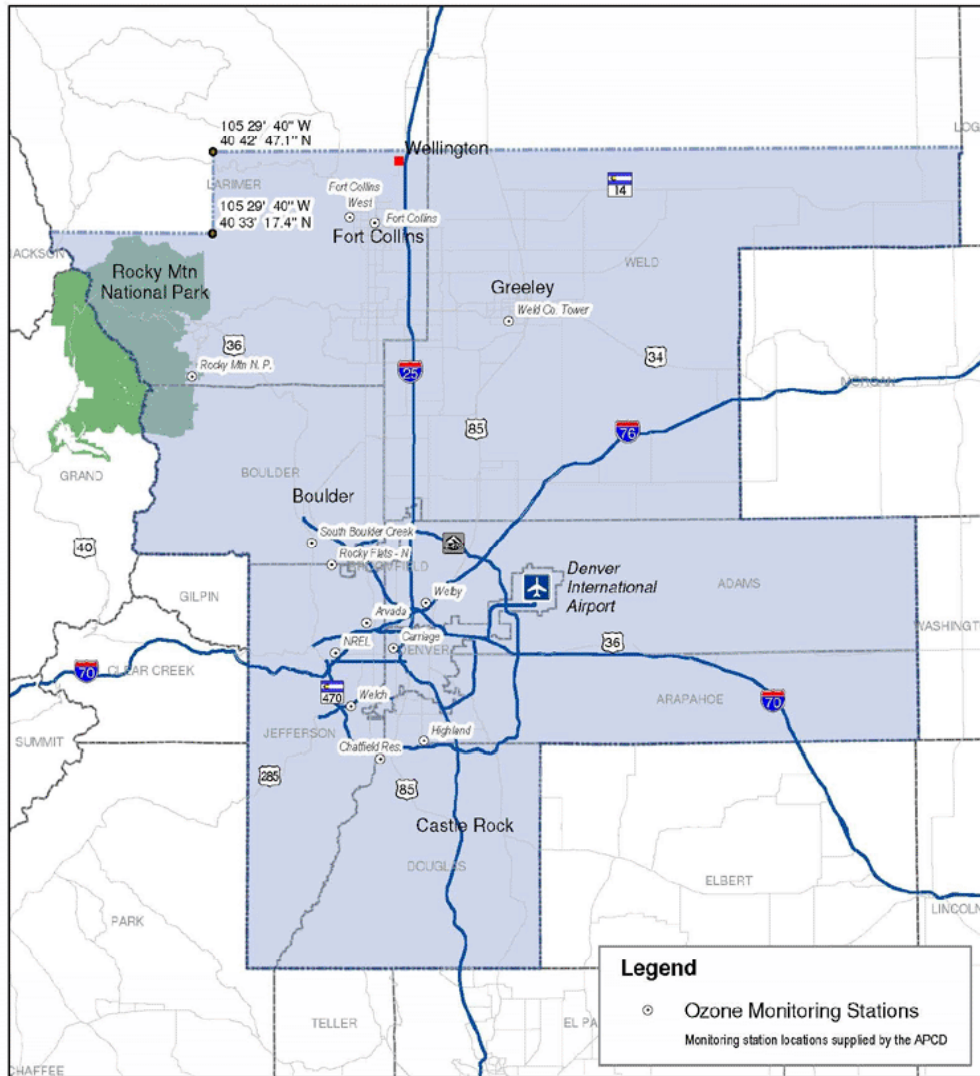 105 29' 40" W
40 42' 47.1" N
Wellington
LOG
LARIMER
14
Fort Collins
West
105 29' 40" W
40 33' 17.4" N
Fort Collins
Fort Collins
JACKSON
WELD
Rocky Mtn
National Park
Greeley
Weld Co. Tower
36
34
Rocky Mtn N. P.
25
MORGAN
85
76
GRAND
BOULDER
Boulder
40
South Boulder Creek
Rocky Flats - N
BROOMFIELD
Denver
International
Airport
ADAMS
GILPIN
Welby
Arvada
WASHINGT
36
NREL
Carriage
DENVER
70
CLEAR CREEK
470
Welch
ARAPAHOE
70
SUMMIT
JEFFERSON
Highland
Chatfield Res.
285
85
Castle Rock
DOUGLAS
ELBERT
LINCOLN
PARK
Legend
Ozone Monitoring Stations
Monitoring station locations supplied by the APCD
TELLER
EL PA
CHAFFEE